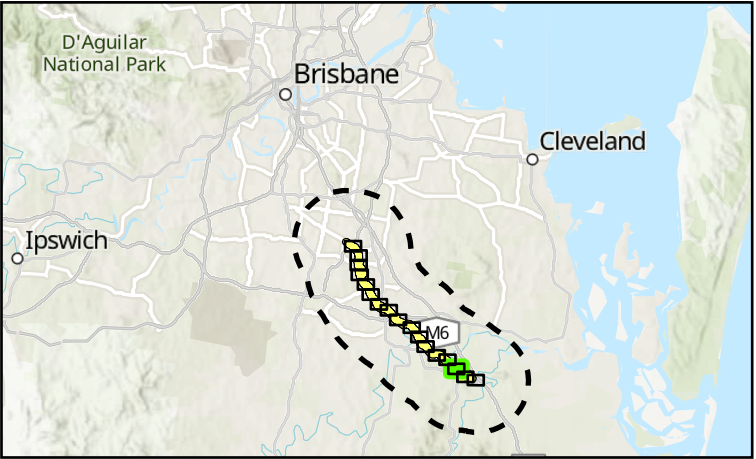 D'Aguilar
National Park
Brisbane
Cleveland
Ipswich
M6